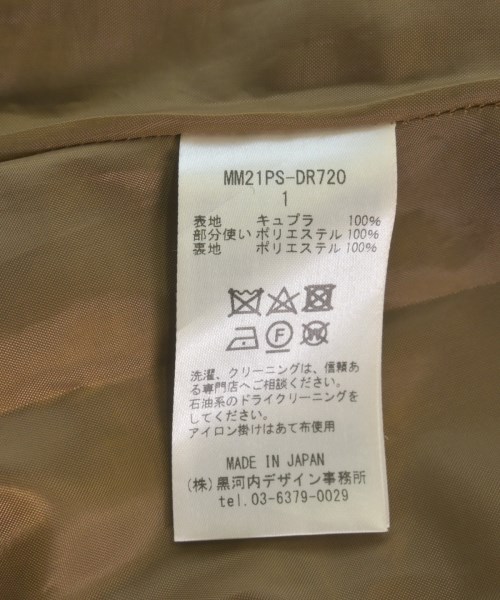 MM21PS-DR720
1
表地 キュプラ 100%
部分使い ポリエステル 100%
裏地 ポリエステル 100%
F
W
洗濯、クリーニングは、信頼あ
る専門店へご相談ください。
石油系のドライクリーニングを
してください。
アイロン掛けはあて布使用
MADE IN JAPAN
(株)黒河内デザイン事務所
tel.03-6379-0029